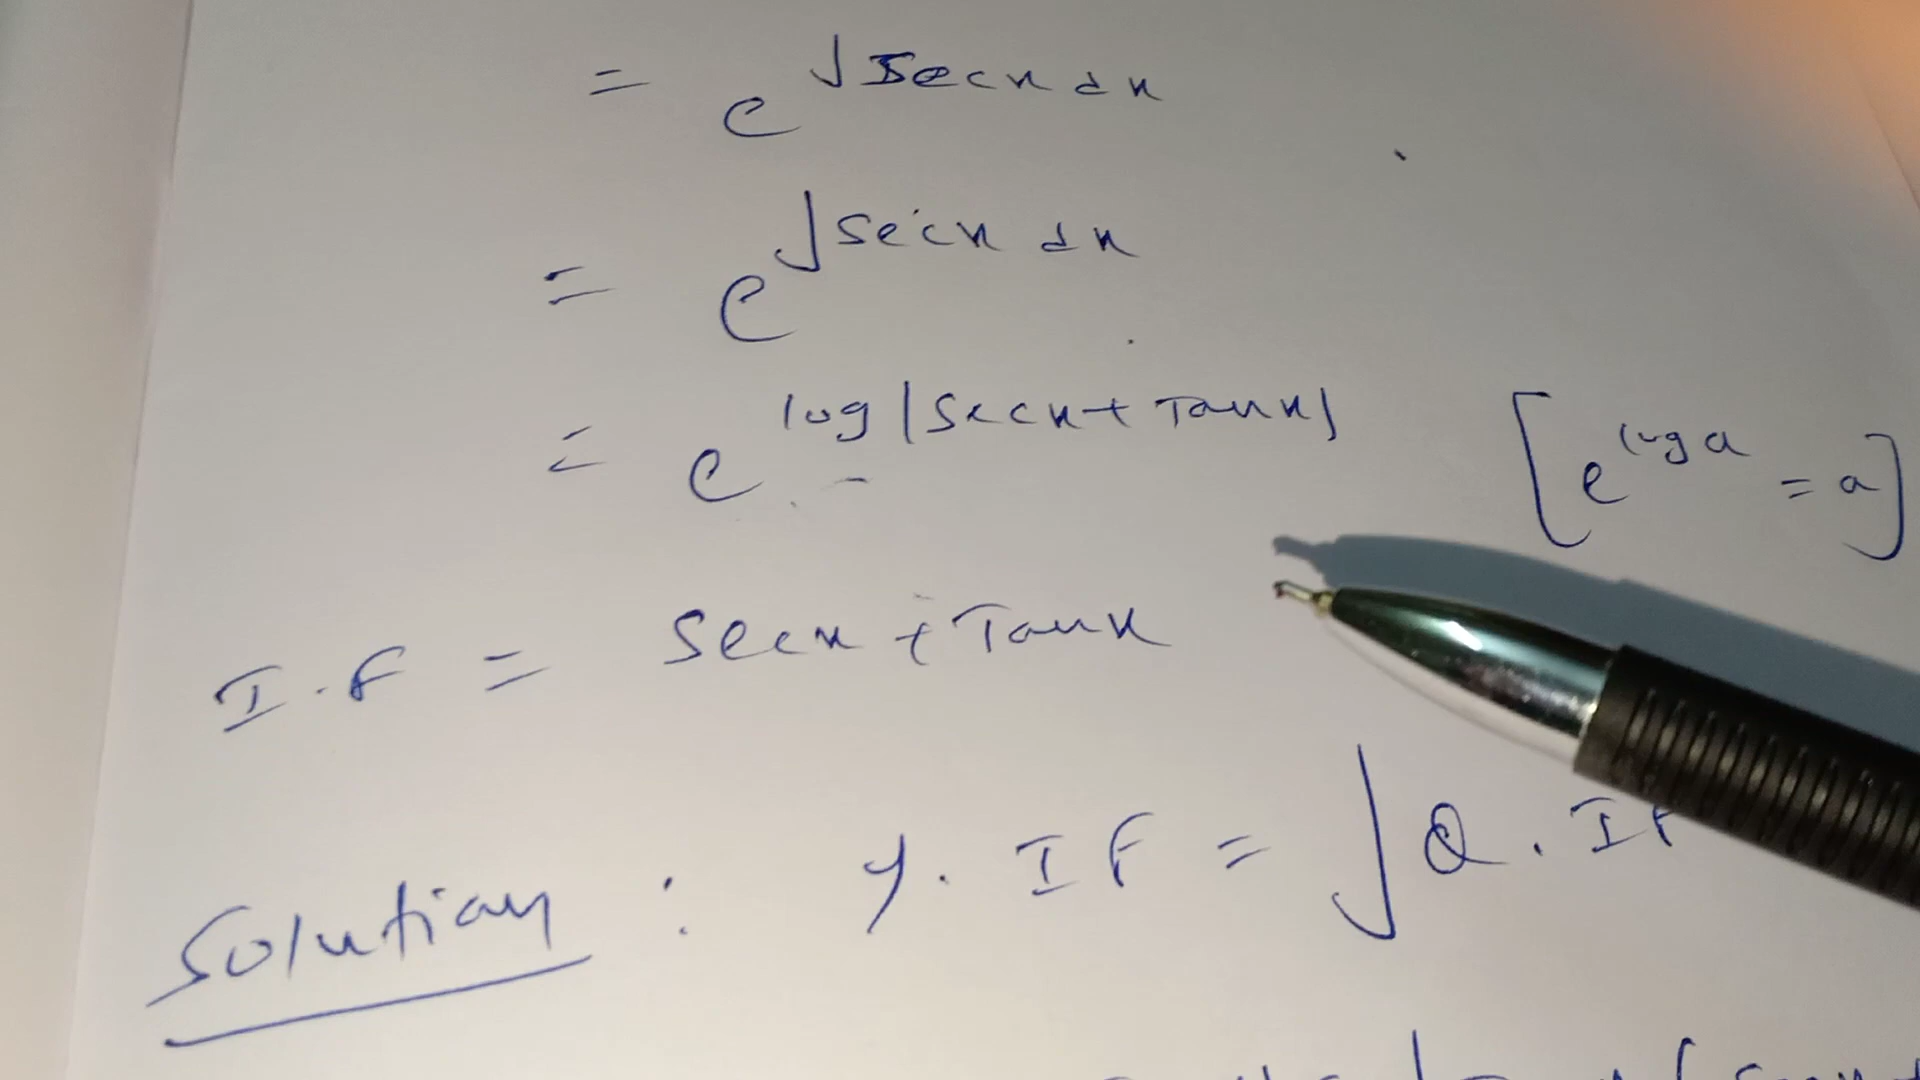 = e^∫secx dx
= e^∫secx dx
= e^log|secx+Tanx| [e^log a = a]
I.F = Secx + Tanx
Solution : y. IF = ∫Q. IF